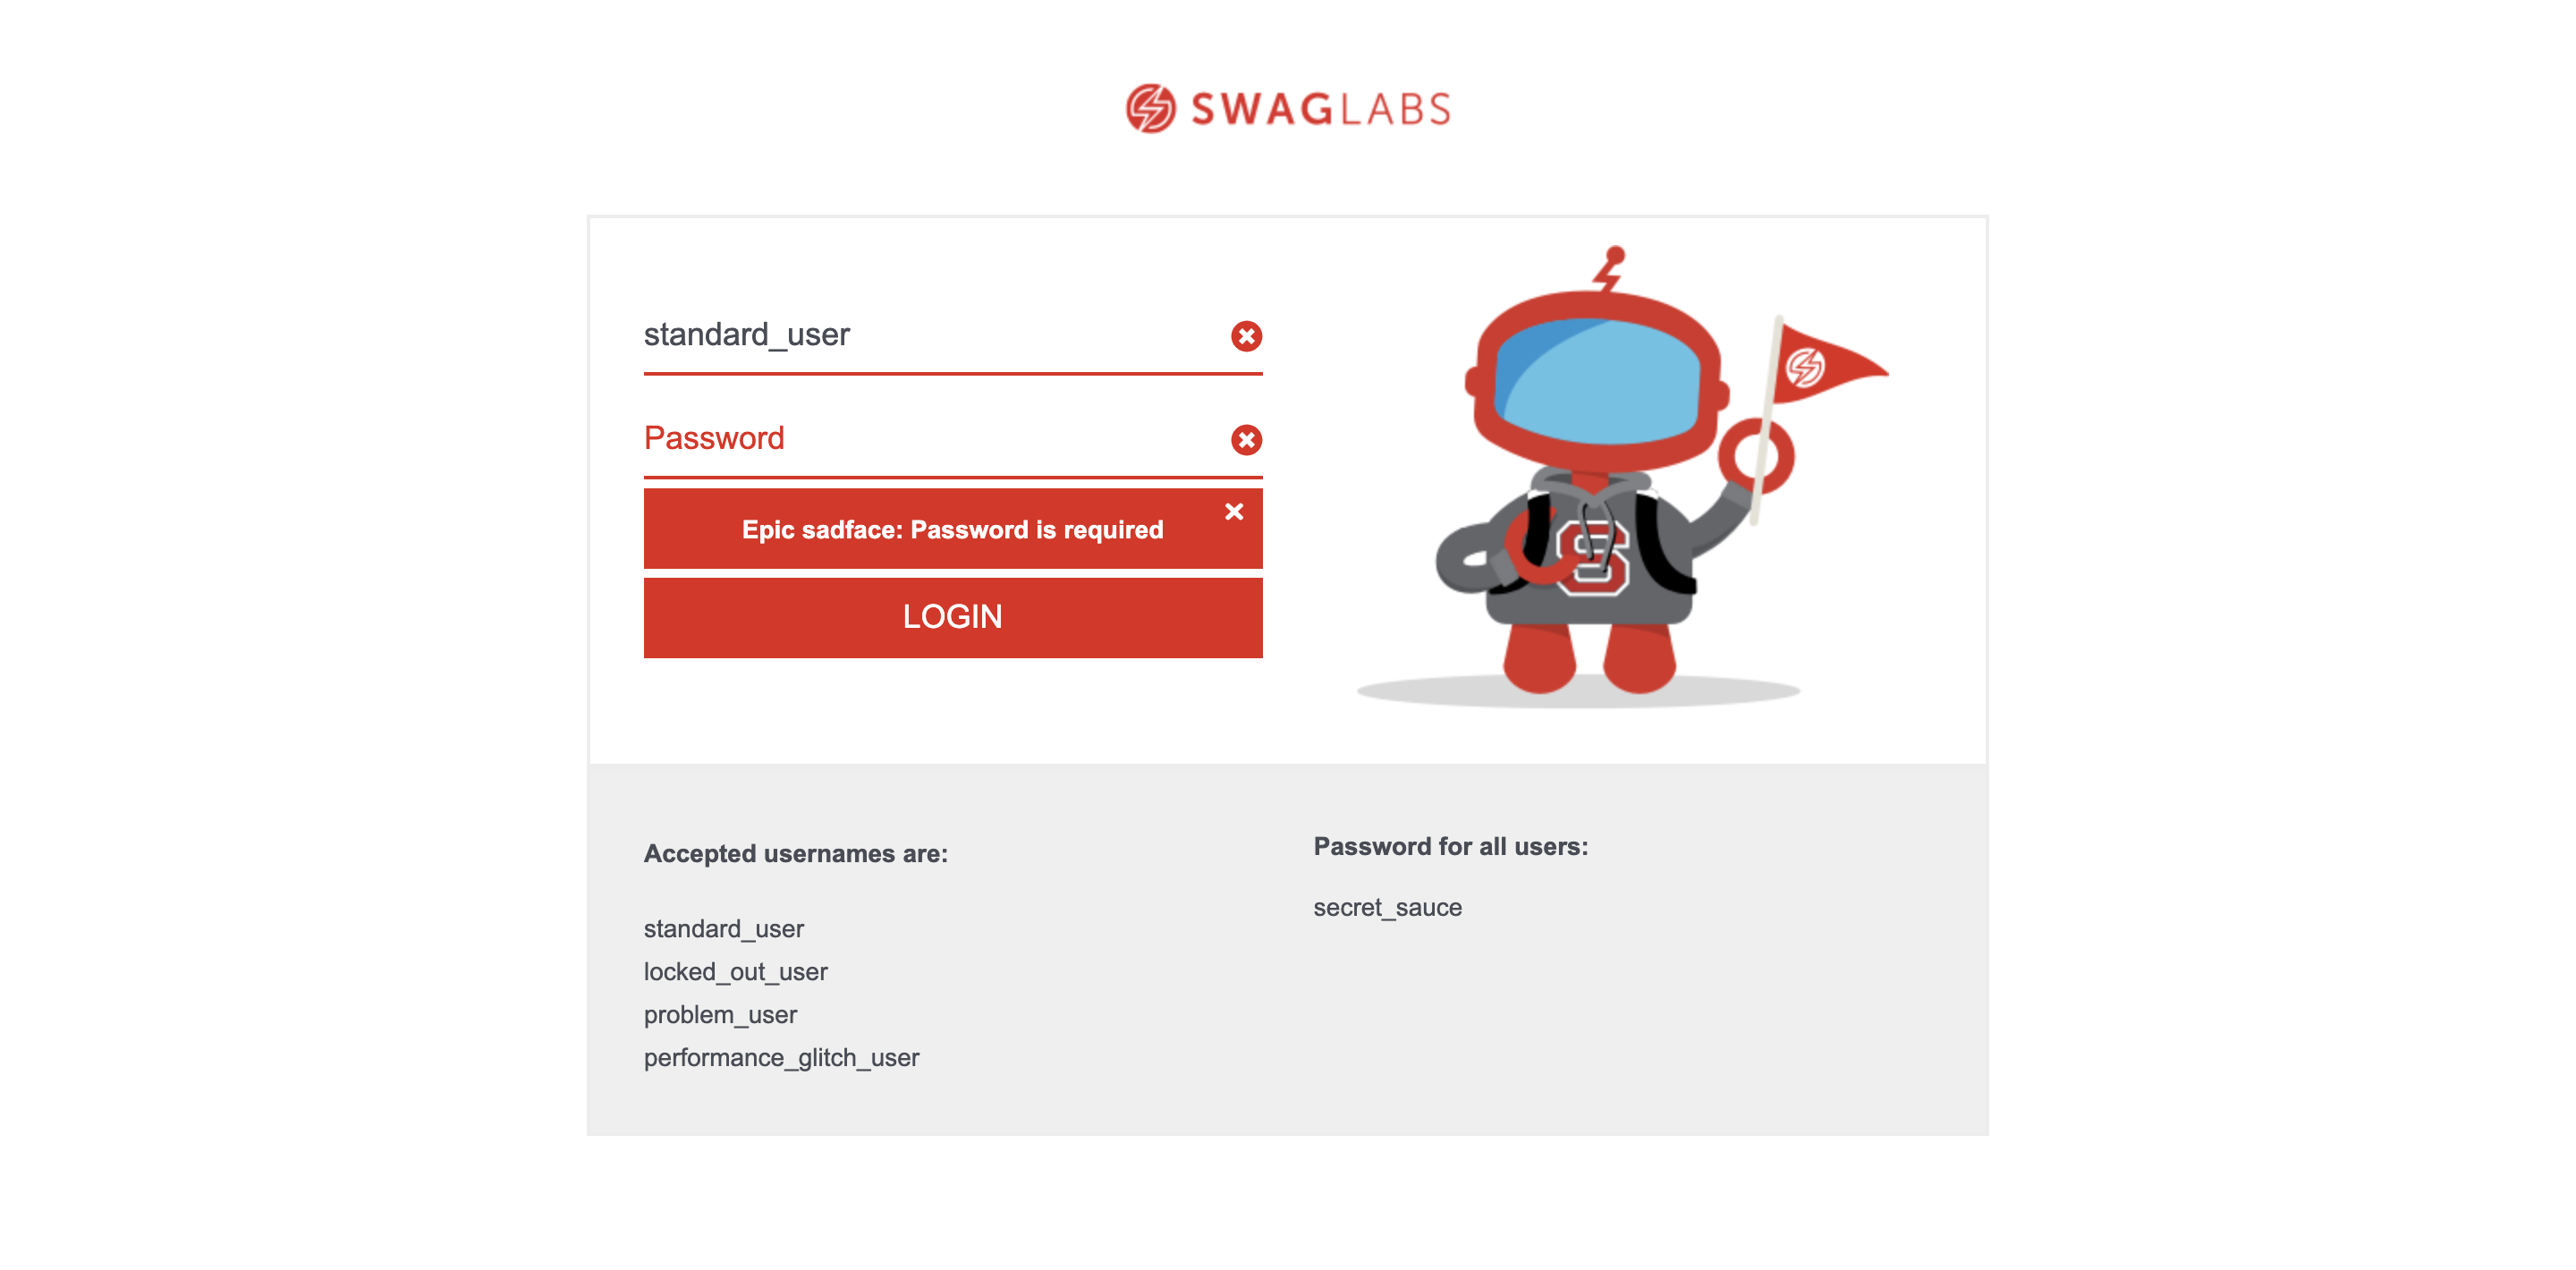 SWAGLABS
standard_user
Password
Epic sadface: Password is required
LOGIN
Accepted usernames are:
standard_user
locked_out_user
problem_user
performance_glitch_user
Password for all users:
secret_sauce
S